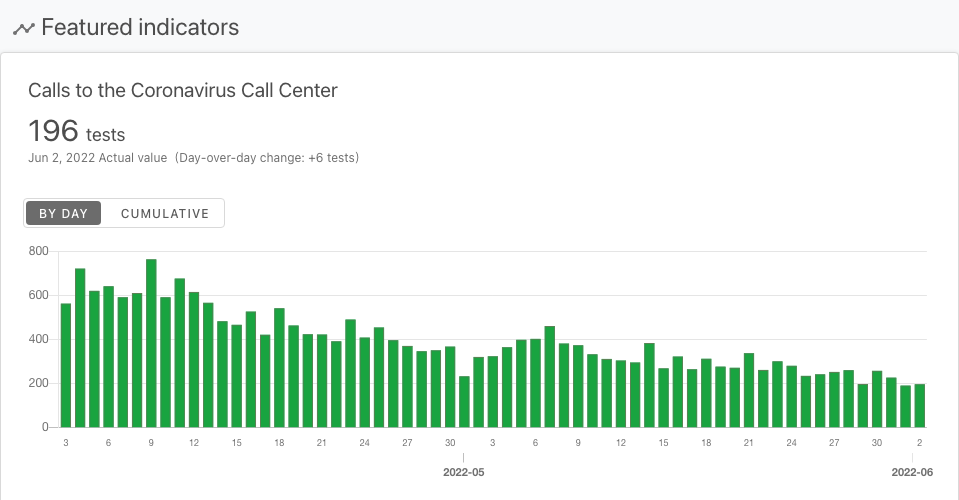 Featured indicators
Calls to the Coronavirus Call Center
196 tests
Jun 2, 2022 Actual value (Day-over-day change: +6 tests)
BY DAY CUMULATIVE
800
600
400
200
0
3 6 9 12 15 18 21 24 27 30 3 6 9 12 15 18 21 24 27 30 2
2022-05 2022-06